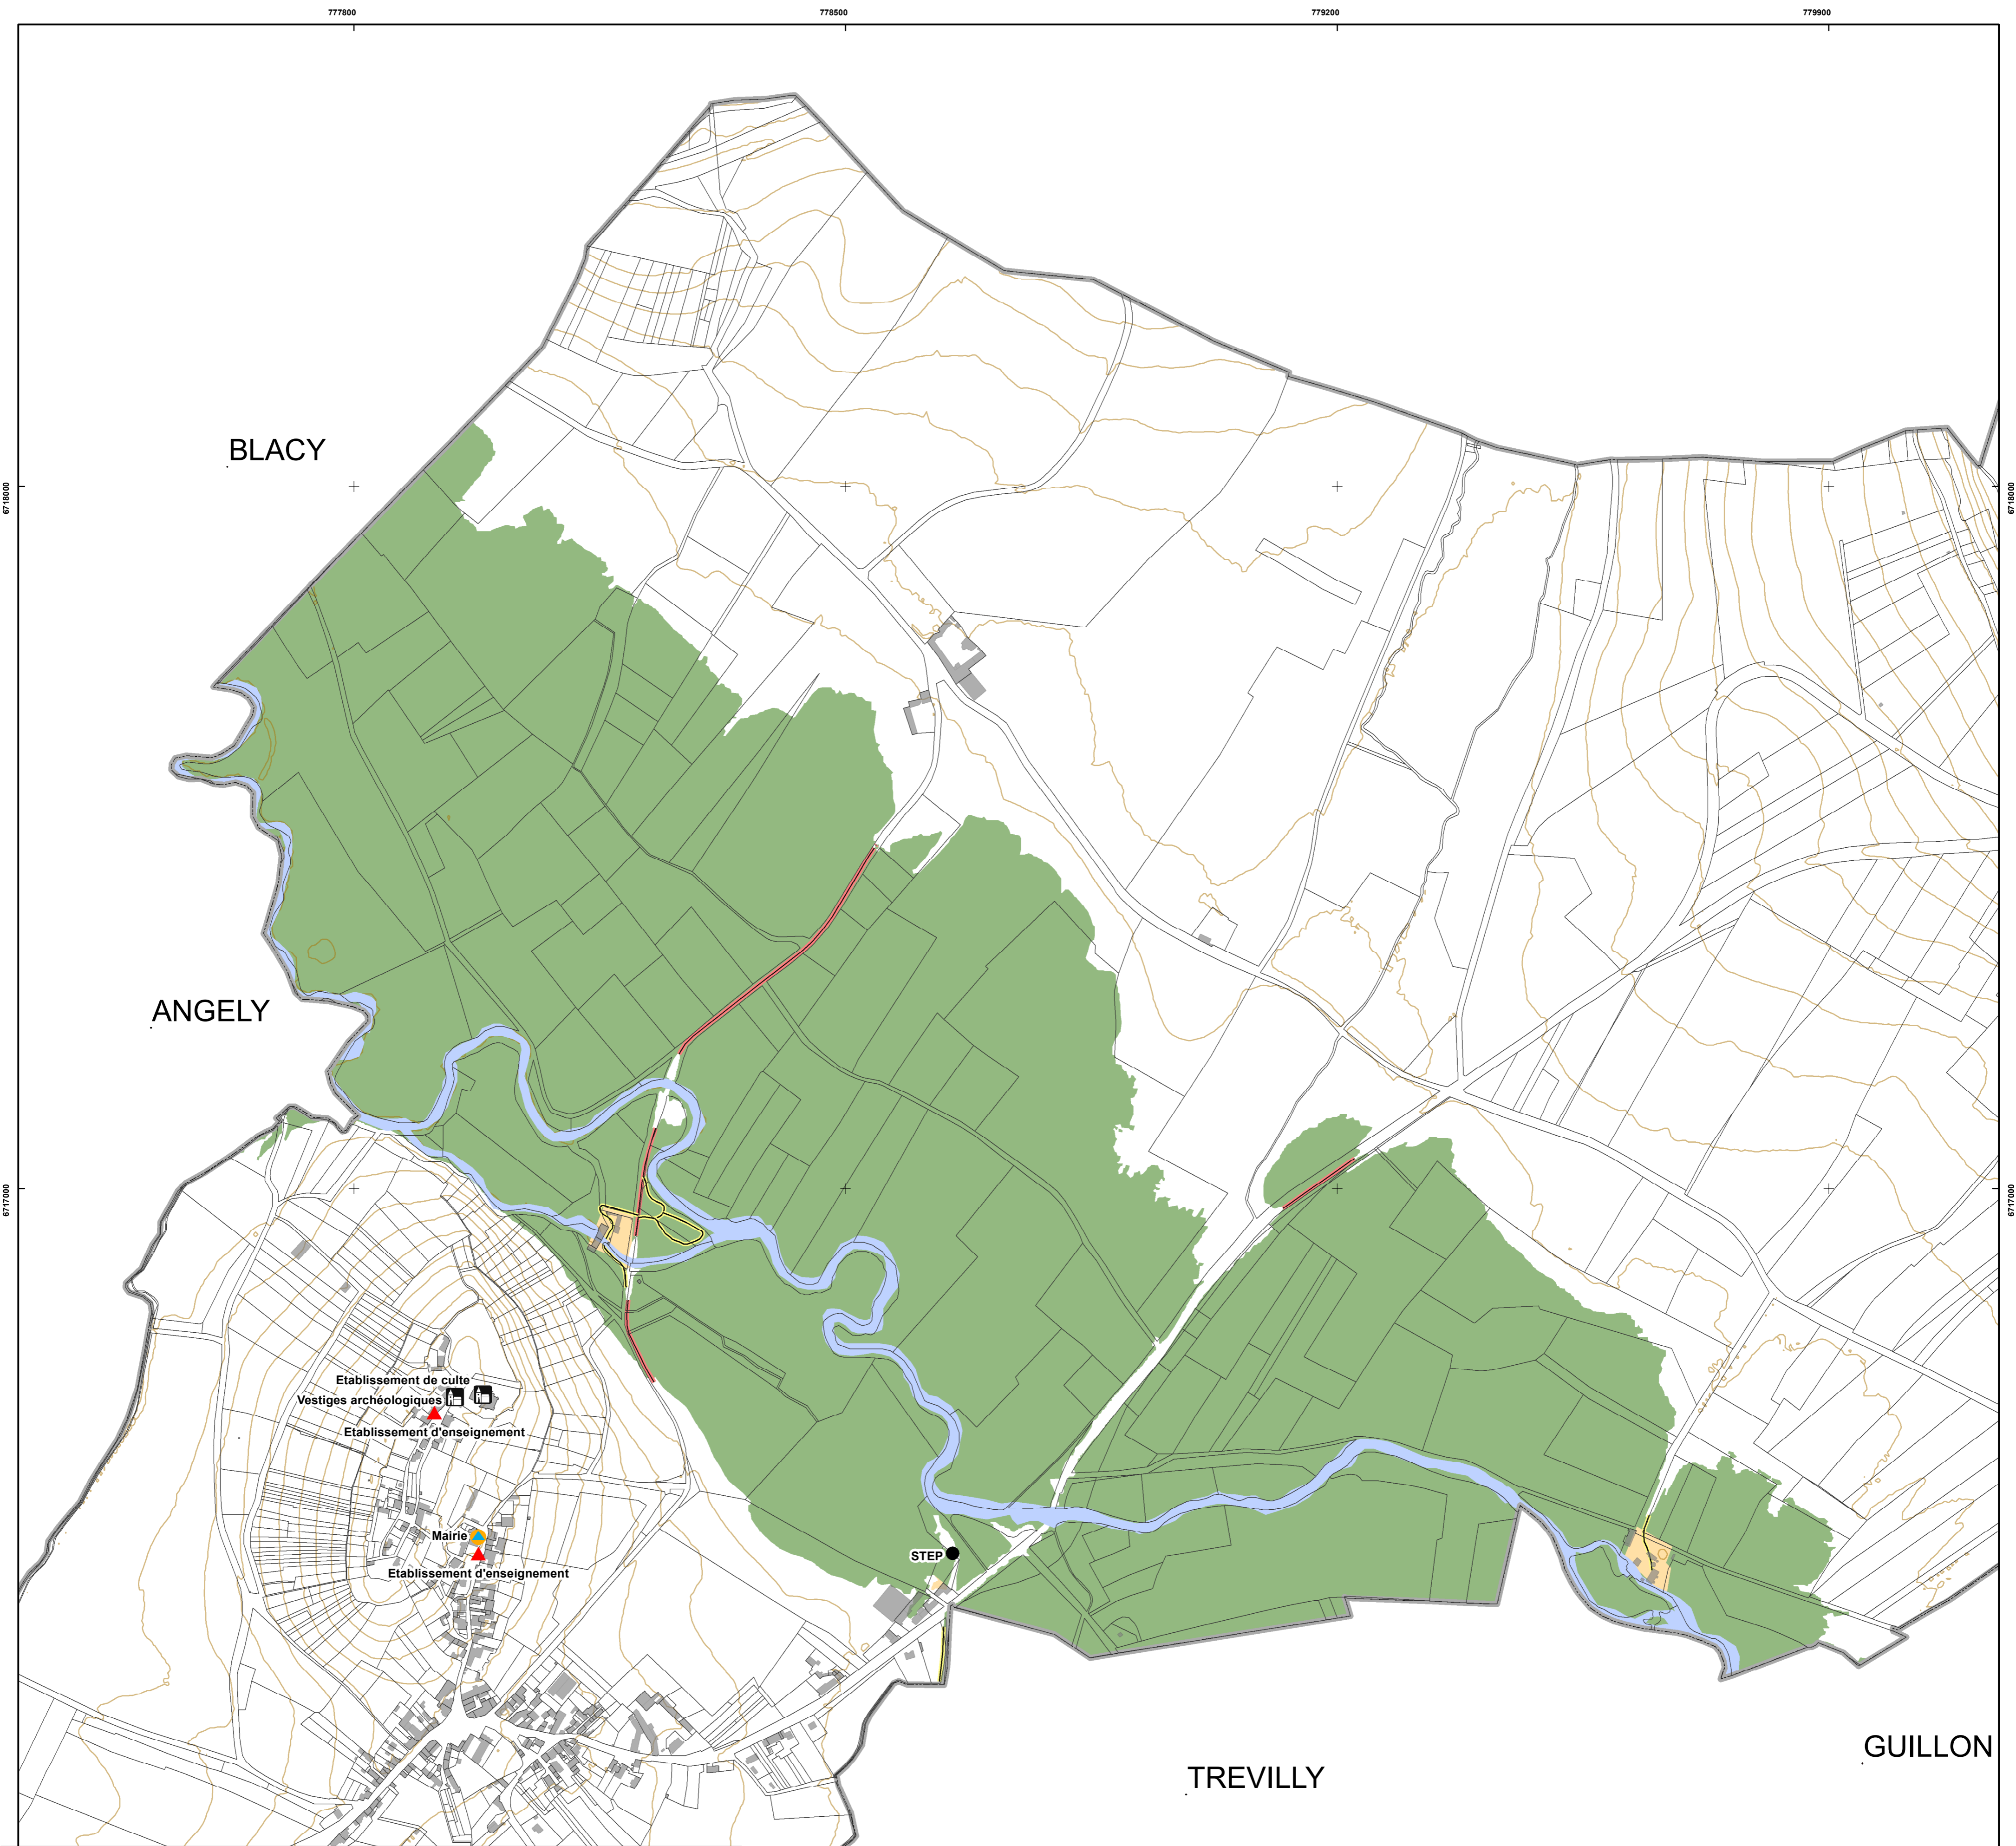 777800
778500
779200
779900
BLACY
6718000
6718000
ANGELY
6717000
6717000
Etablissement de culte
Vestiges archéologiques
Etablissement d'enseignement
Mairie
STEP
Etablissement d'enseignement
GUILLON
TREVILLY